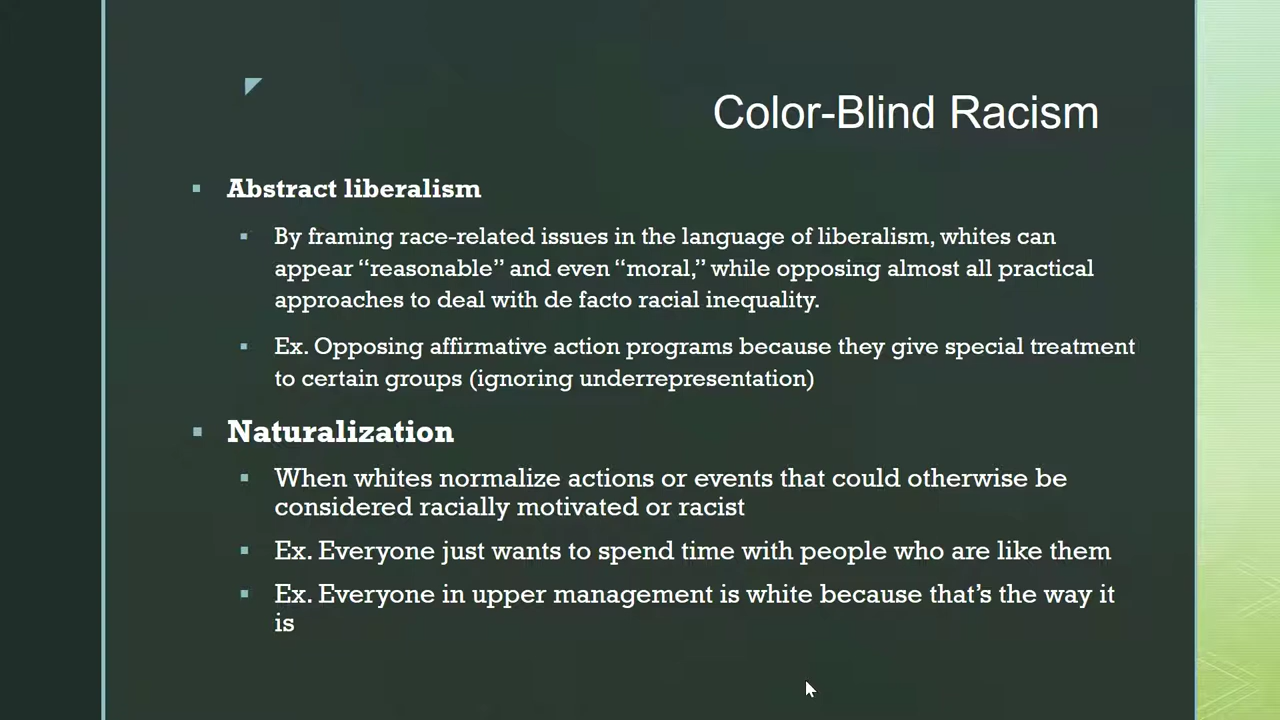 Color-Blind Racism
Abstract liberalism
By framing race-related issues in the language of liberalism, whites can
appear “reasonable” and even “moral,” while opposing almost all practical
approaches to deal with de facto racial inequality.
Ex. Opposing affirmative action programs because they give special treatment
to certain groups (ignoring underrepresentation)
Naturalization
When whites normalize actions or events that could otherwise be
considered racially motivated or racist
Ex. Everyone just wants to spend time with people who are like them
Ex. Everyone in upper management is white because that’s the way it
is